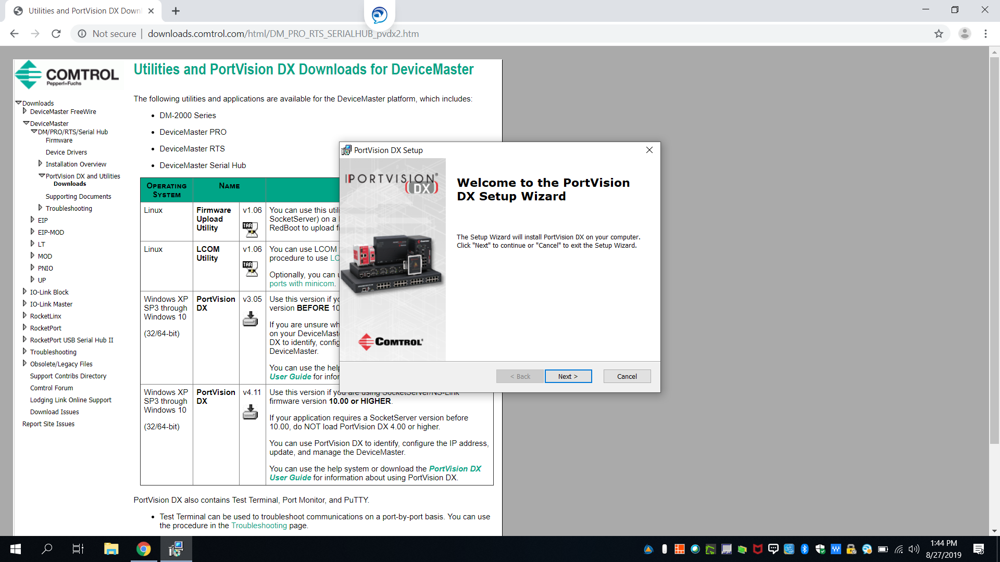 Utilities and PortVision DX Down
Not secure | downloads.comtrol.com/html/DM_PRO_RTS_SERIALHUB_pvdx2.htm
COMTROL
Pepperl+Fuchs
Downloads
DeviceMaster FreeWire
DeviceMaster
DM/PRO/RTS/Serial Hub
Firmware
Device Drivers
Installation Overview
PortVision DX and Utilities
Downloads
Supporting Documents
Troubleshooting
EIP
EIP-MOD
LT
MOD
PNIO
UP
IO-Link Block
IO-Link Master
RocketLinx
RocketPort
RocketPort USB Serial Hub II
Troubleshooting
Obsolete/Legacy Files
Support Contribs Directory
Comtrol Forum
Lodging Link Online Support
Download Issues
Report Site Issues
Utilities and PortVision DX Downloads for DeviceMaster
The following utilities and applications are available for the DeviceMaster platform, which includes:
• DM-2000 Series
• DeviceMaster PRO
• DeviceMaster RTS
• DeviceMaster Serial Hub
OPERATING
SYSTEM
NAME
Linux
Firmware
Upload
Utility
v1.06
TAR
You can use this util
SocketServer) on a
RedBoot to upload fi
Linux
LCOM
Utility
v1.06
TAR
You can use LCOM
procedure to use LC
Optionally, you can
ports with minicom.
Windows XP
SP3 through
Windows 10
(32/64-bit)
PortVision
DX
v3.05
Use this version if yo
version BEFORE 10
If you are unsure wh
on your DeviceMaste
DX to identify, config
DeviceMaster.
You can use the help
User Guide for infor
Windows XP
SP3 through
Windows 10
(32/64-bit)
PortVision
DX
v4.11
Use this version if you are using SocketServer/NS-Link
firmware version 10.00 or HIGHER.
If your application requires a SocketServer version before
10.00, do NOT load PortVision DX 4.00 or higher.
You can use PortVision DX to identify, configure the IP address,
update, and manage the DeviceMaster.
You can use the help system or download the PortVision DX
User Guide for information about using PortVision DX.
PortVision DX also contains Test Terminal, Port Monitor, and PuTTY.
• Test Terminal can be used to troubleshoot communications on a port-by-port basis. You can use
the procedure in the Troubleshooting page.
PortVision DX Setup
PORTVISION®
DX
COMTROL
Welcome to the PortVision
DX Setup Wizard
The Setup Wizard will install PortVision DX on your computer.
Click "Next" to continue or "Cancel" to exit the Setup Wizard.
< Back
Next >
Cancel
1:44 PM
8/27/2019